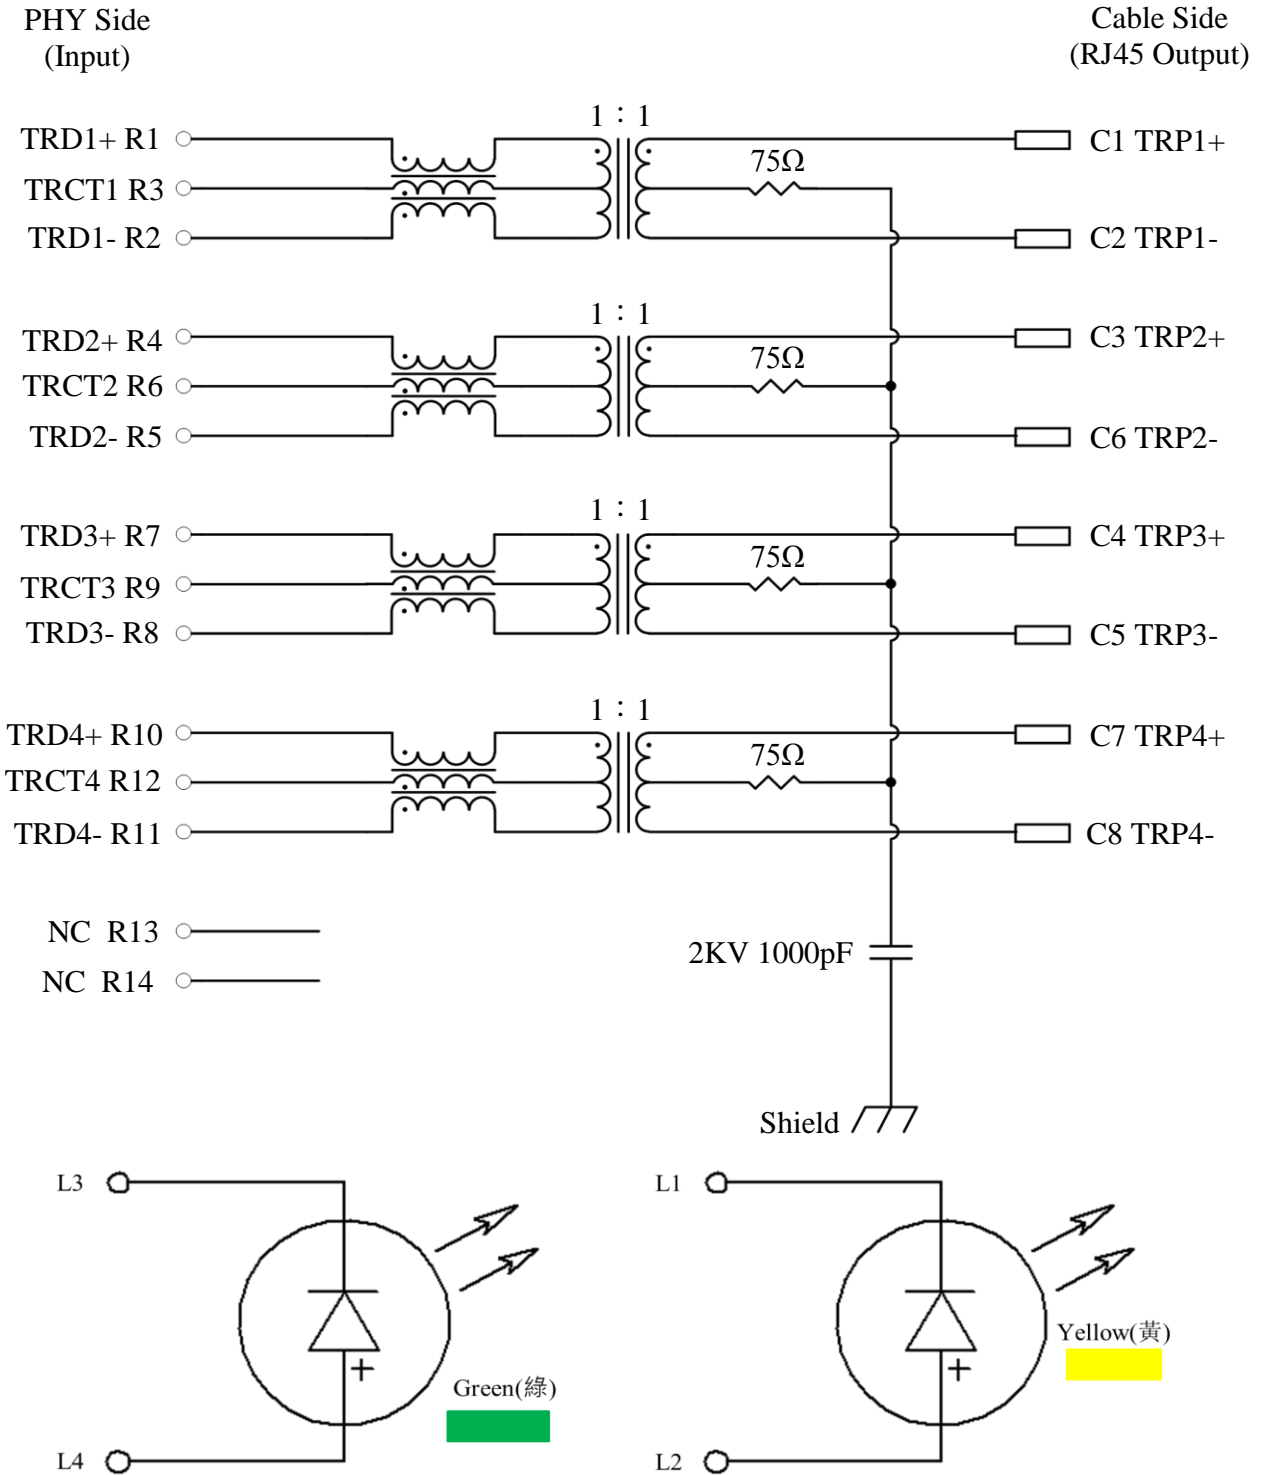 PHY Side
(Input)
Cable Side
(RJ45 Output)
1 : 1
TRD1+ R1
C1 TRP1+
75Ω
TRCT1 R3
TRD1- R2
C2 TRP1-
1 : 1
TRD2+ R4
C3 TRP2+
75Ω
TRCT2 R6
TRD2- R5
C6 TRP2-
1 : 1
TRD3+ R7
C4 TRP3+
75Ω
TRCT3 R9
TRD3- R8
C5 TRP3-
1 : 1
TRD4+ R10
C7 TRP4+
75Ω
TRCT4 R12
TRD4- R11
C8 TRP4-
NC R13
2KV 1000pF
NC R14
Shield
L3
L1
Yellow(黃)
+
+
Green(綠)
L4
L2